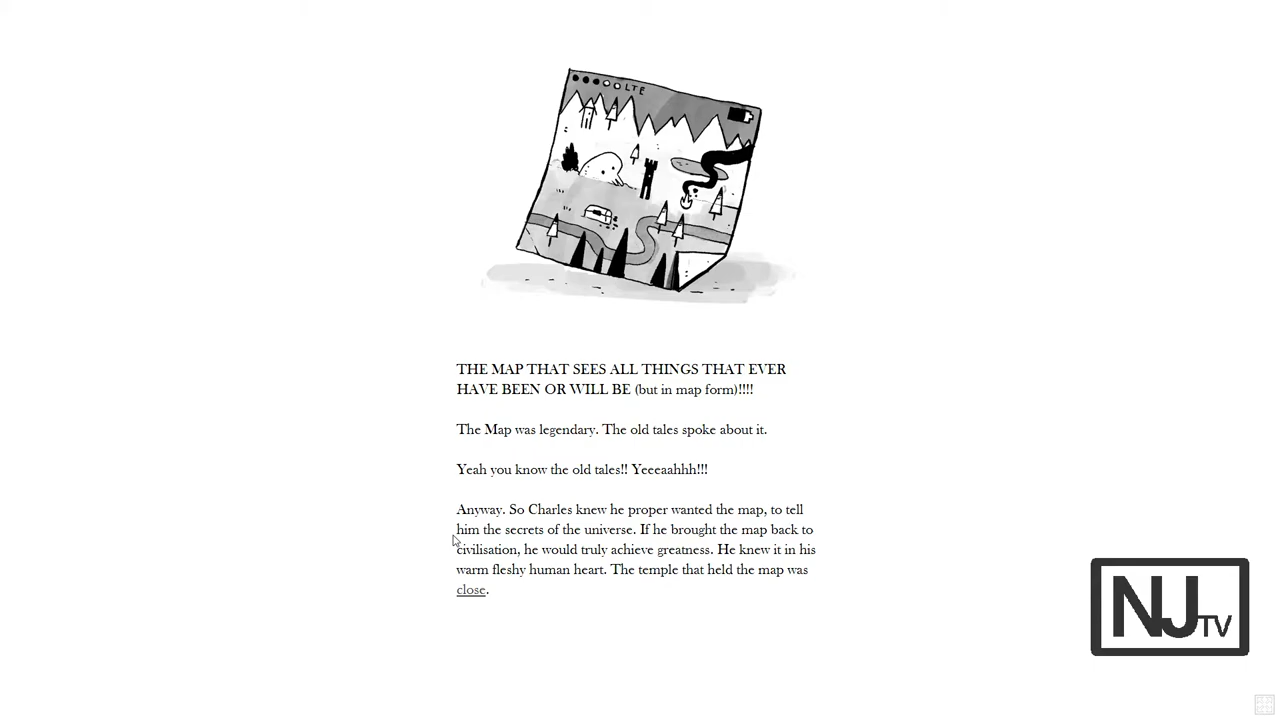 LTE
THE MAP THAT SEES ALL THINGS THAT EVER
HAVE BEEN OR WILL BE (but in map form)!!!!
The Map was legendary. The old tales spoke about it.
Yeah you know the old tales!! Yeeeaahhh!!!
Anyway. So Charles knew he proper wanted the map, to tell
him the secrets of the universe. If he brought the map back to
civilisation, he would truly achieve greatness. He knew it in his
warm fleshy human heart. The temple that held the map was
close.
NJTV